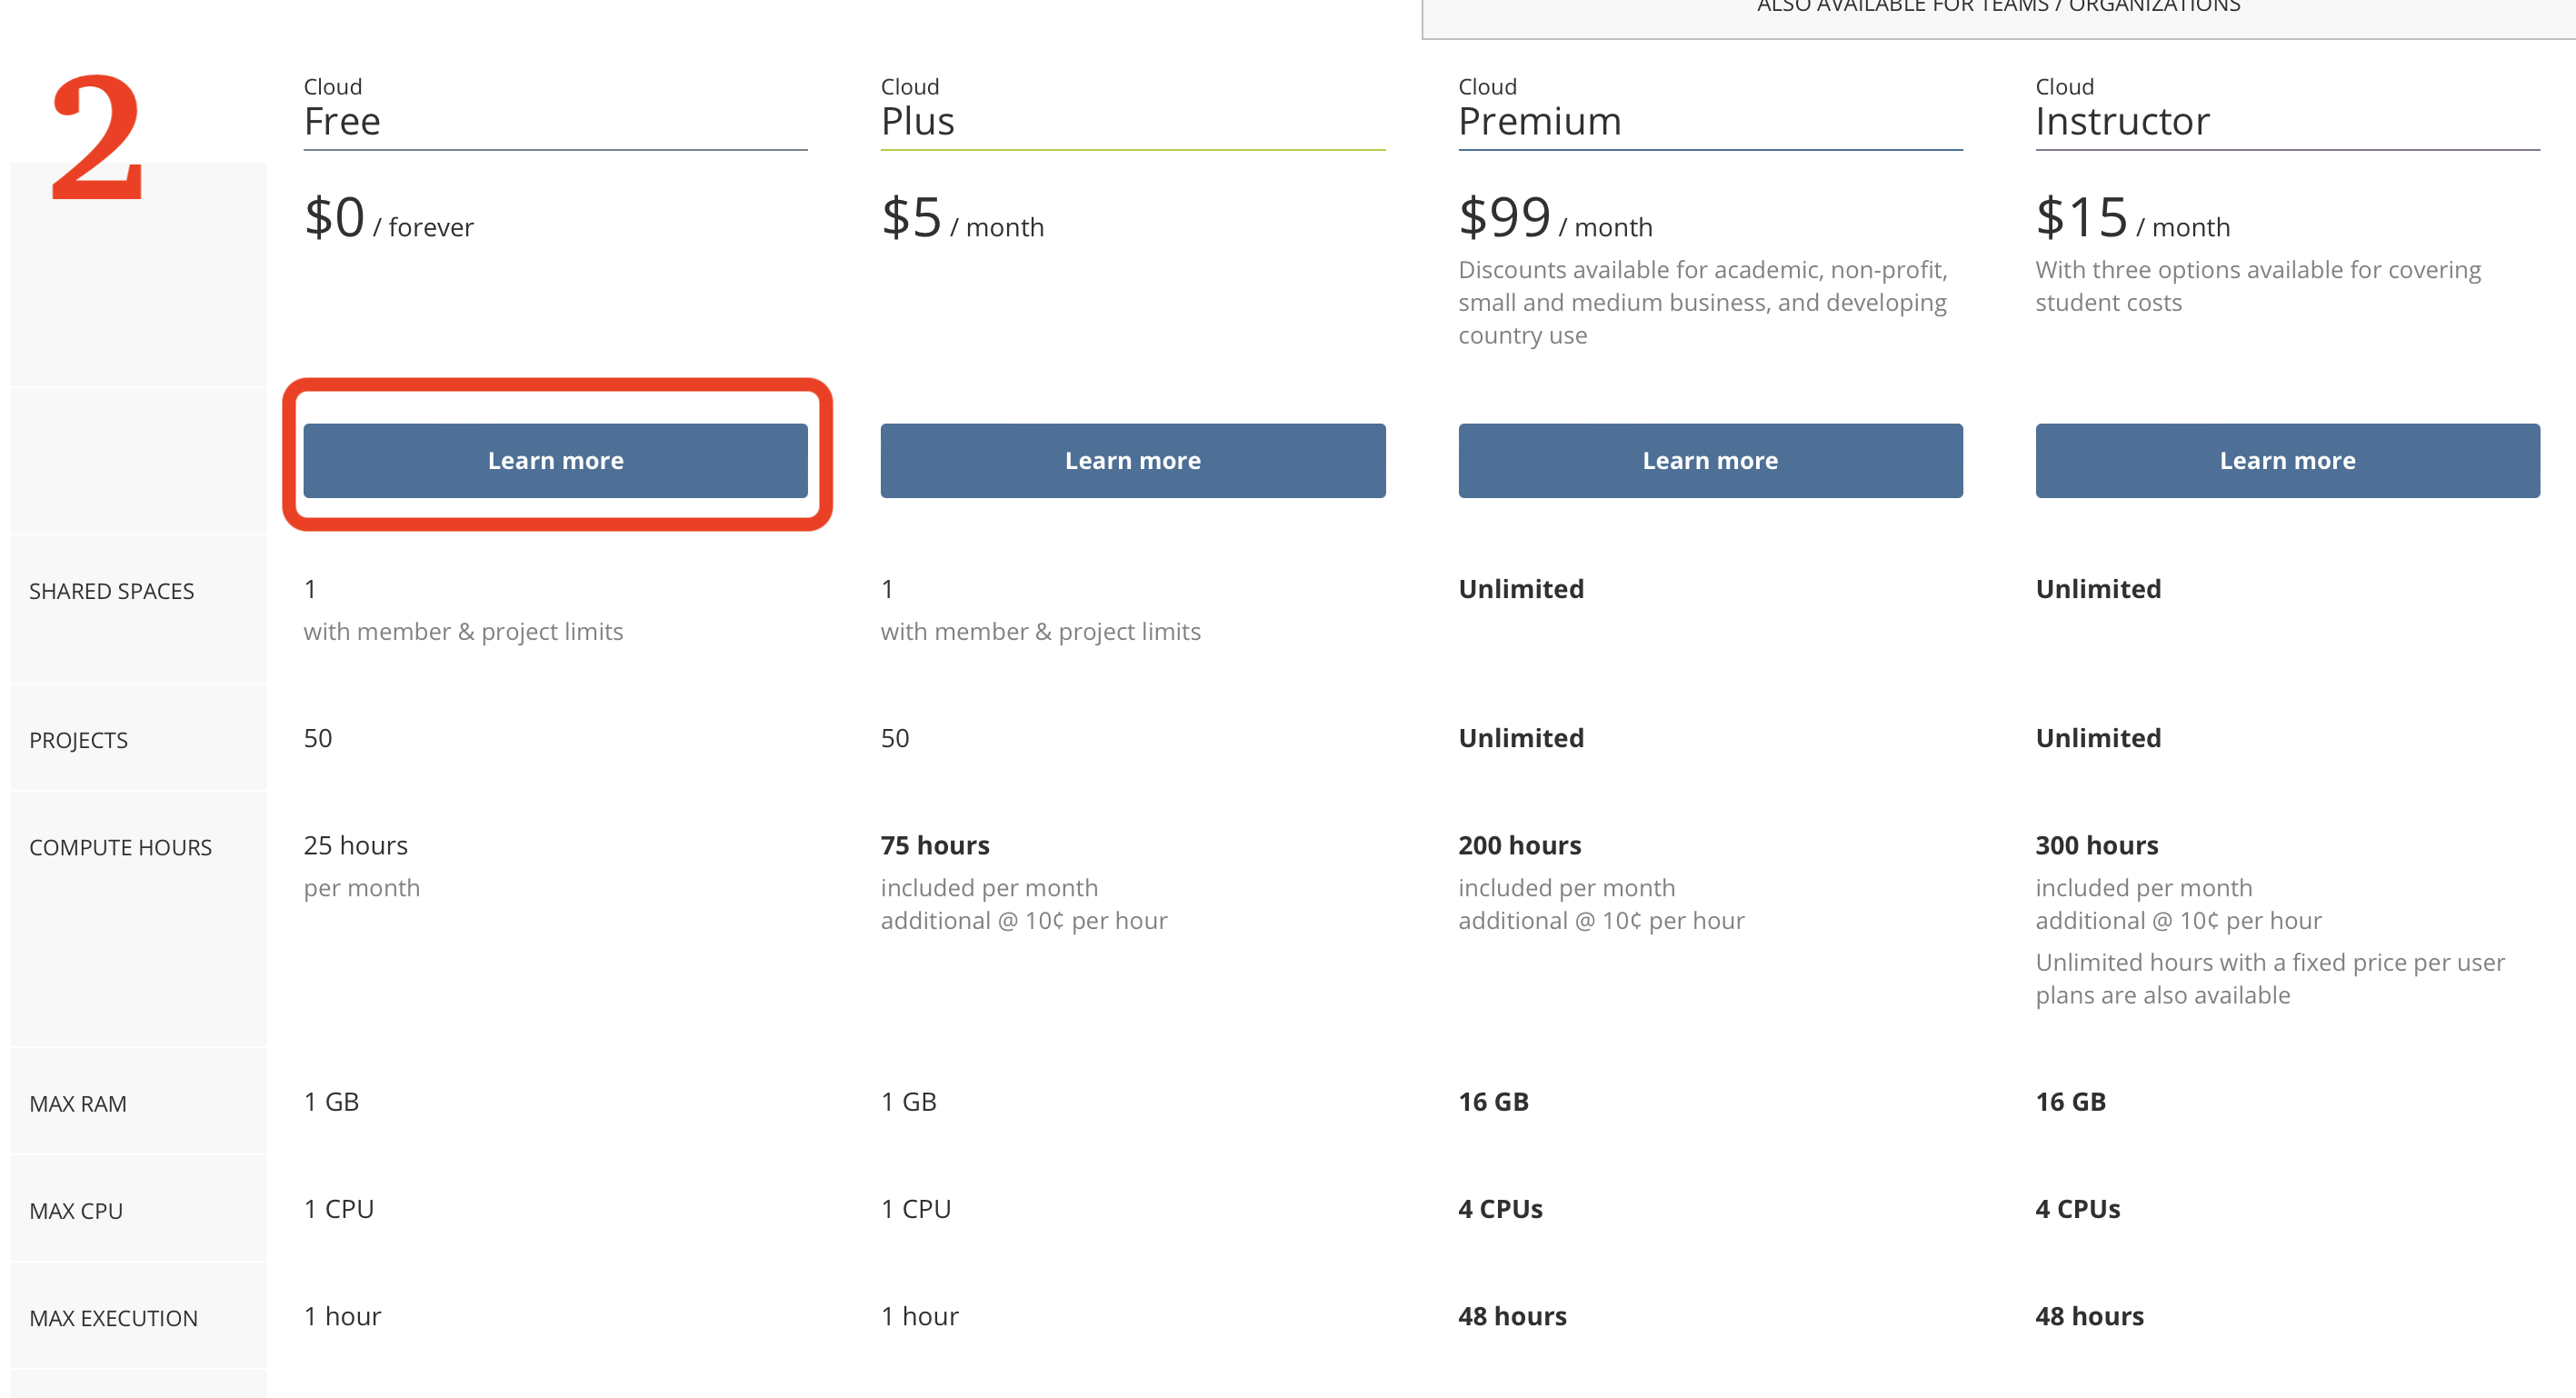 ALSO AVAILABLE FOR TEAMS / ORGANIZATIONS
2
Cloud
Free
Cloud
Plus
Cloud
Premium
Cloud
Instructor
$0 / forever
$5 / month
$99 / month
Discounts available for academic, non-profit,
small and medium business, and developing
country use
$15 / month
With three options available for covering
student costs
Learn more
Learn more
Learn more
Learn more
SHARED SPACES
1
with member & project limits
1
with member & project limits
Unlimited
Unlimited
PROJECTS
50
50
Unlimited
Unlimited
COMPUTE HOURS
25 hours
per month
75 hours
included per month
additional @ 10¢ per hour
200 hours
included per month
additional @ 10¢ per hour
300 hours
included per month
additional @ 10¢ per hour
Unlimited hours with a fixed price per user
plans are also available
MAX RAM
1 GB
1 GB
16 GB
16 GB
MAX CPU
1 CPU
1 CPU
4 CPUs
4 CPUs
MAX EXECUTION
1 hour
1 hour
48 hours
48 hours